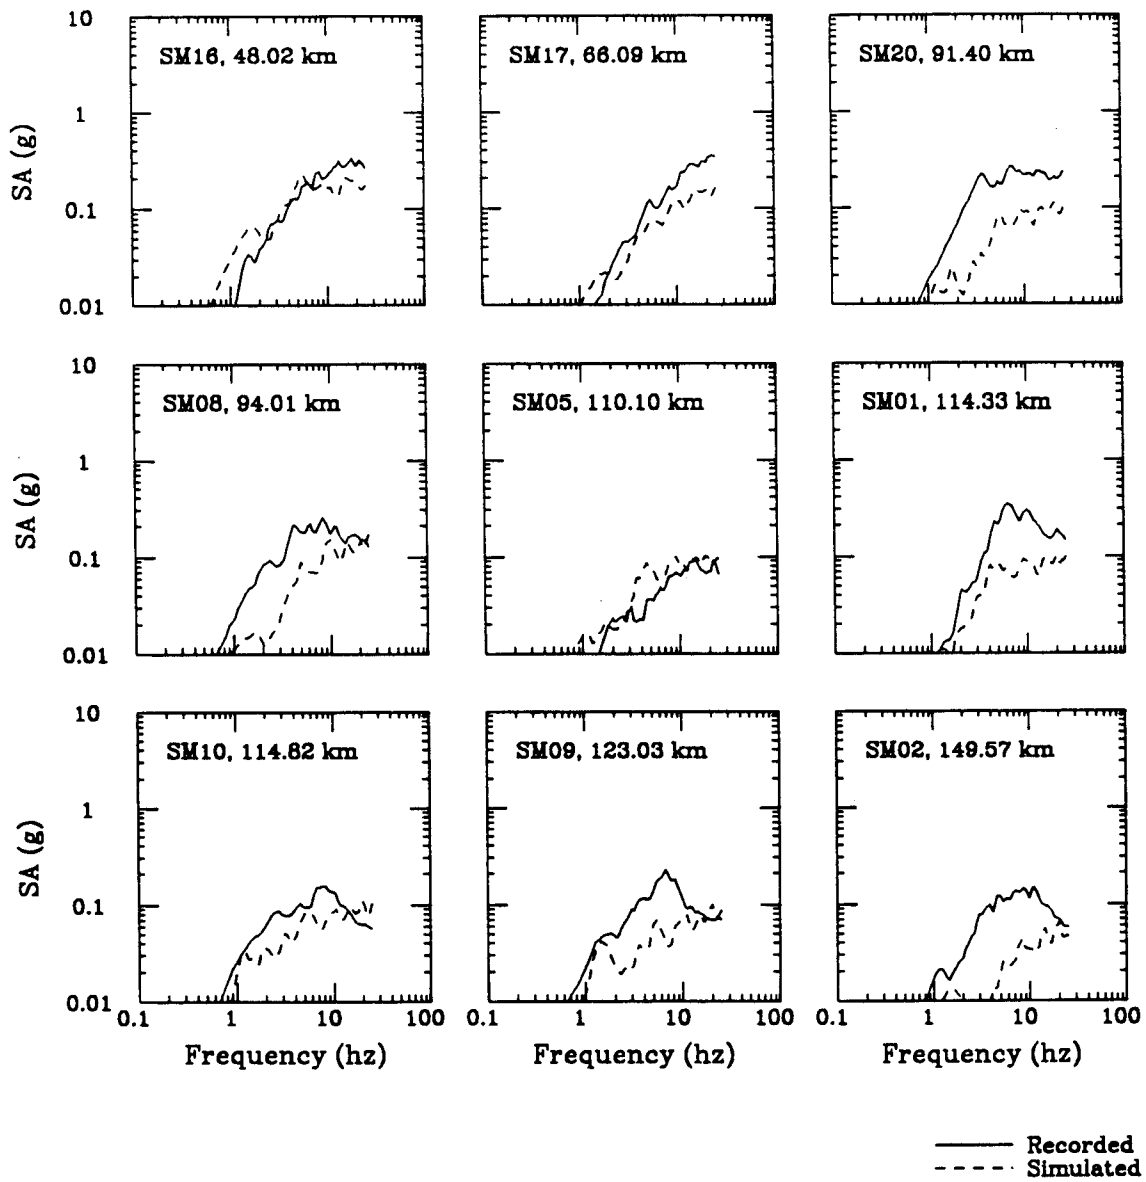 SM16, 48.02 km
SM17, 66.09 km
SM20, 91.40 km
10
1
0.1
0.01
SA (g)
SM08, 94.01 km
SM05, 110.10 km
SM01, 114.33 km
10
1
0.1
0.01
SA (g)
SM10, 114.82 km
SM09, 123.03 km
SM02, 149.57 km
10
1
0.1
0.01
SA (g)
0.1 1 10 100
0.1 1 10 100
0.1 1 10 100
Frequency (hz)
Frequency (hz)
Frequency (hz)
Recorded
Simulated